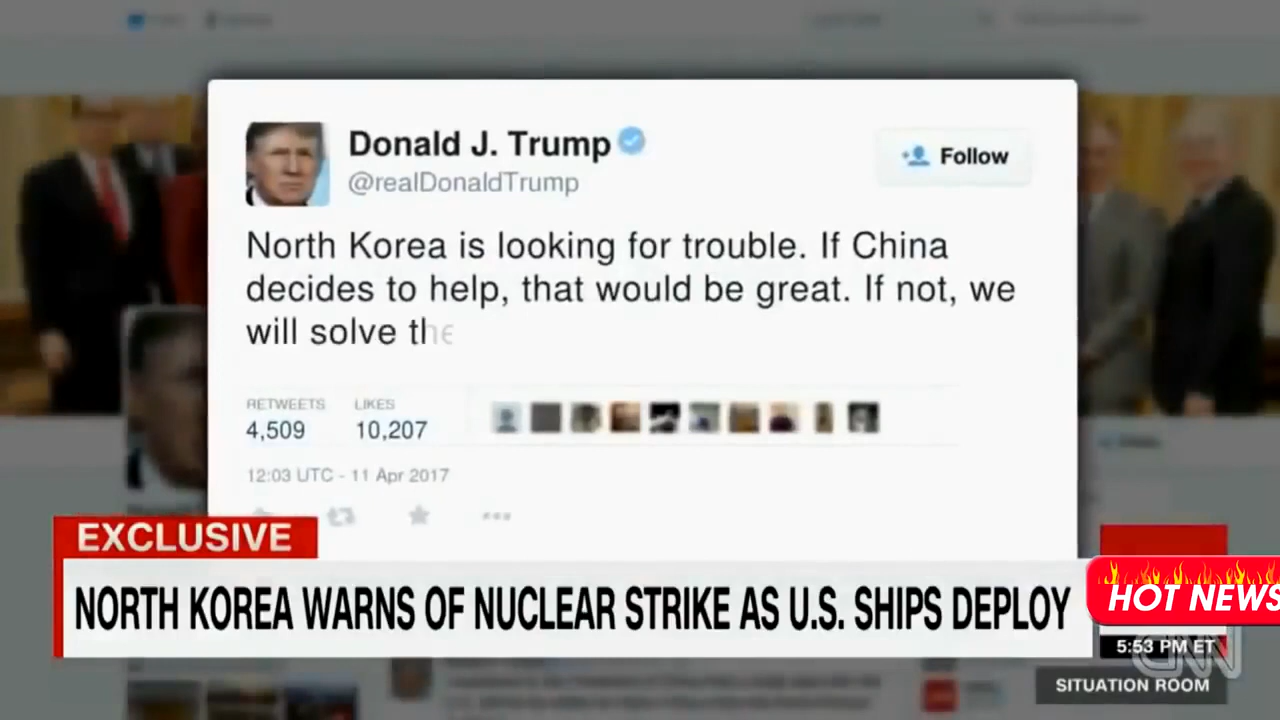 Donald J. Trump
@realDonaldTrump
Follow
North Korea is looking for trouble. If China
decides to help, that would be great. If not, we
will solve the
RETWEETS LIKES
4,509 10,207
12:03 UTC - 11 Apr 2017
EXCLUSIVE
NORTH KOREA WARNS OF NUCLEAR STRIKE AS U.S. SHIPS DEPLOY
HOT NEWS
5:53 PM ET
CNN
SITUATION ROOM